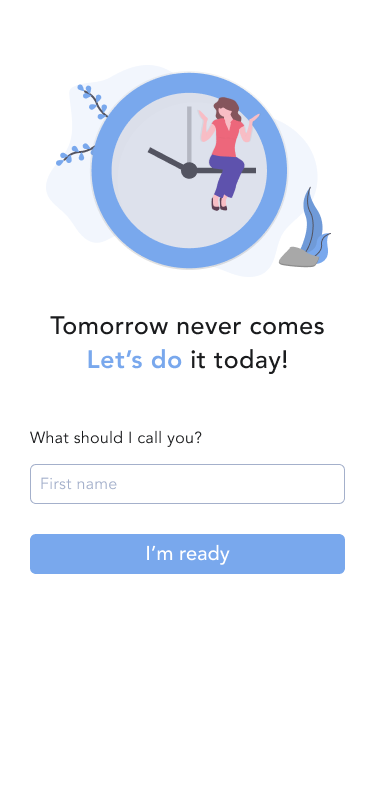 Tomorrow never comes
Let’s do it today!
What should I call you?
First name
I’m ready